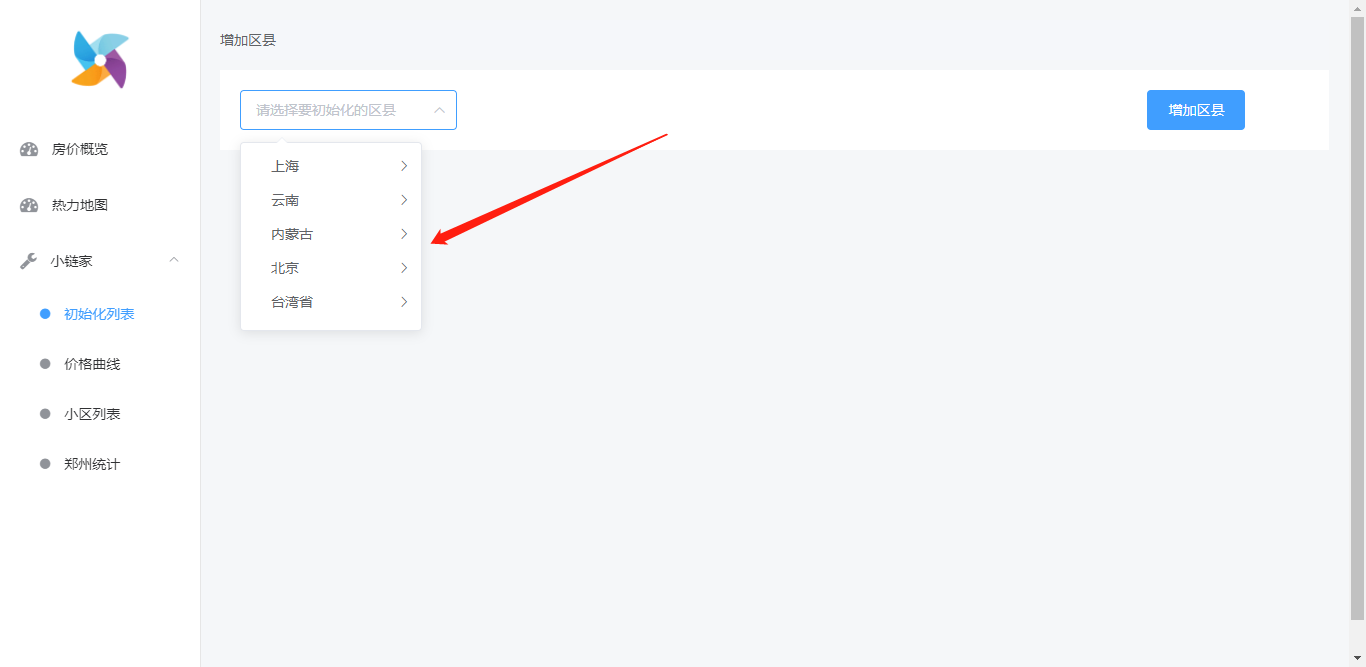 增加区县
请选择要初始化的区县
增加区县
上海
云南
内蒙古
北京
台湾省
房价概览
热力地图
小链家
初始化列表
价格曲线
小区列表
郑州统计